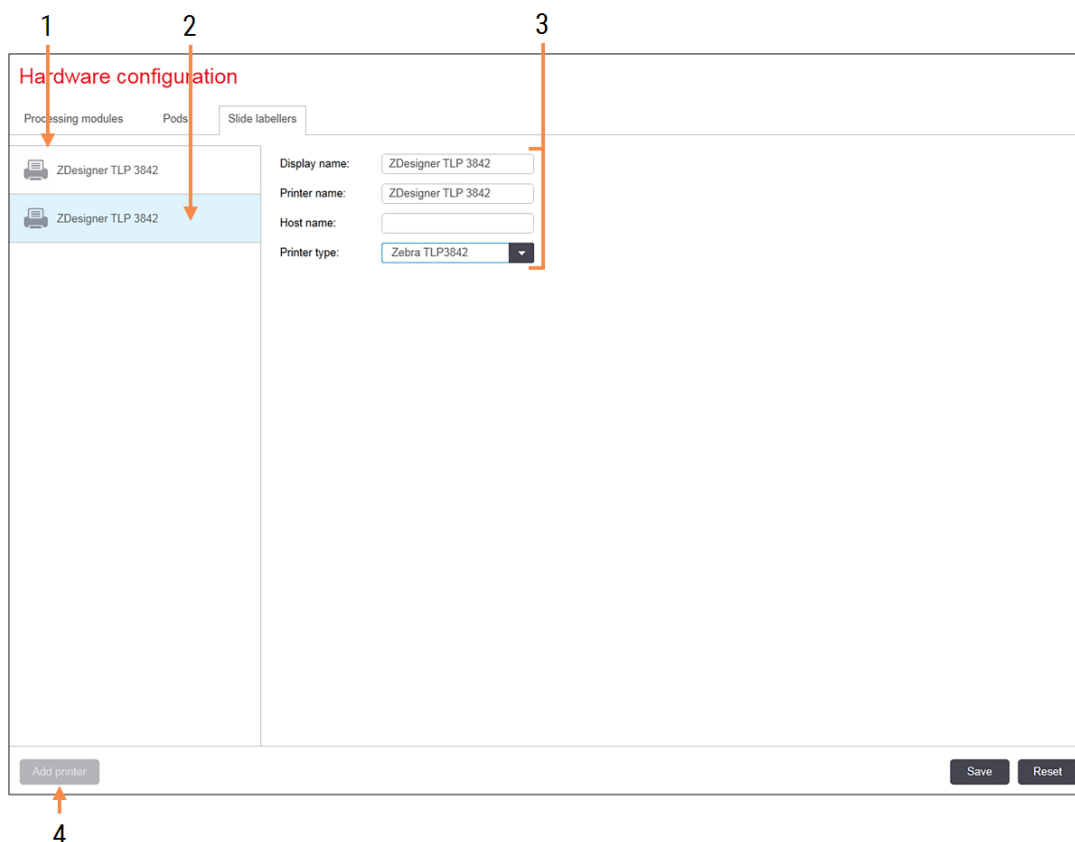 1 2 3
Hardware configuration
Processing modules Pods Slide labellers
ZDesigner TLP 3842
ZDesigner TLP 3842
Display name: ZDesigner TLP 3842
Printer name: ZDesigner TLP 3842
Host name:
Printer type: Zebra TLP3842
Add printer Save Reset
4